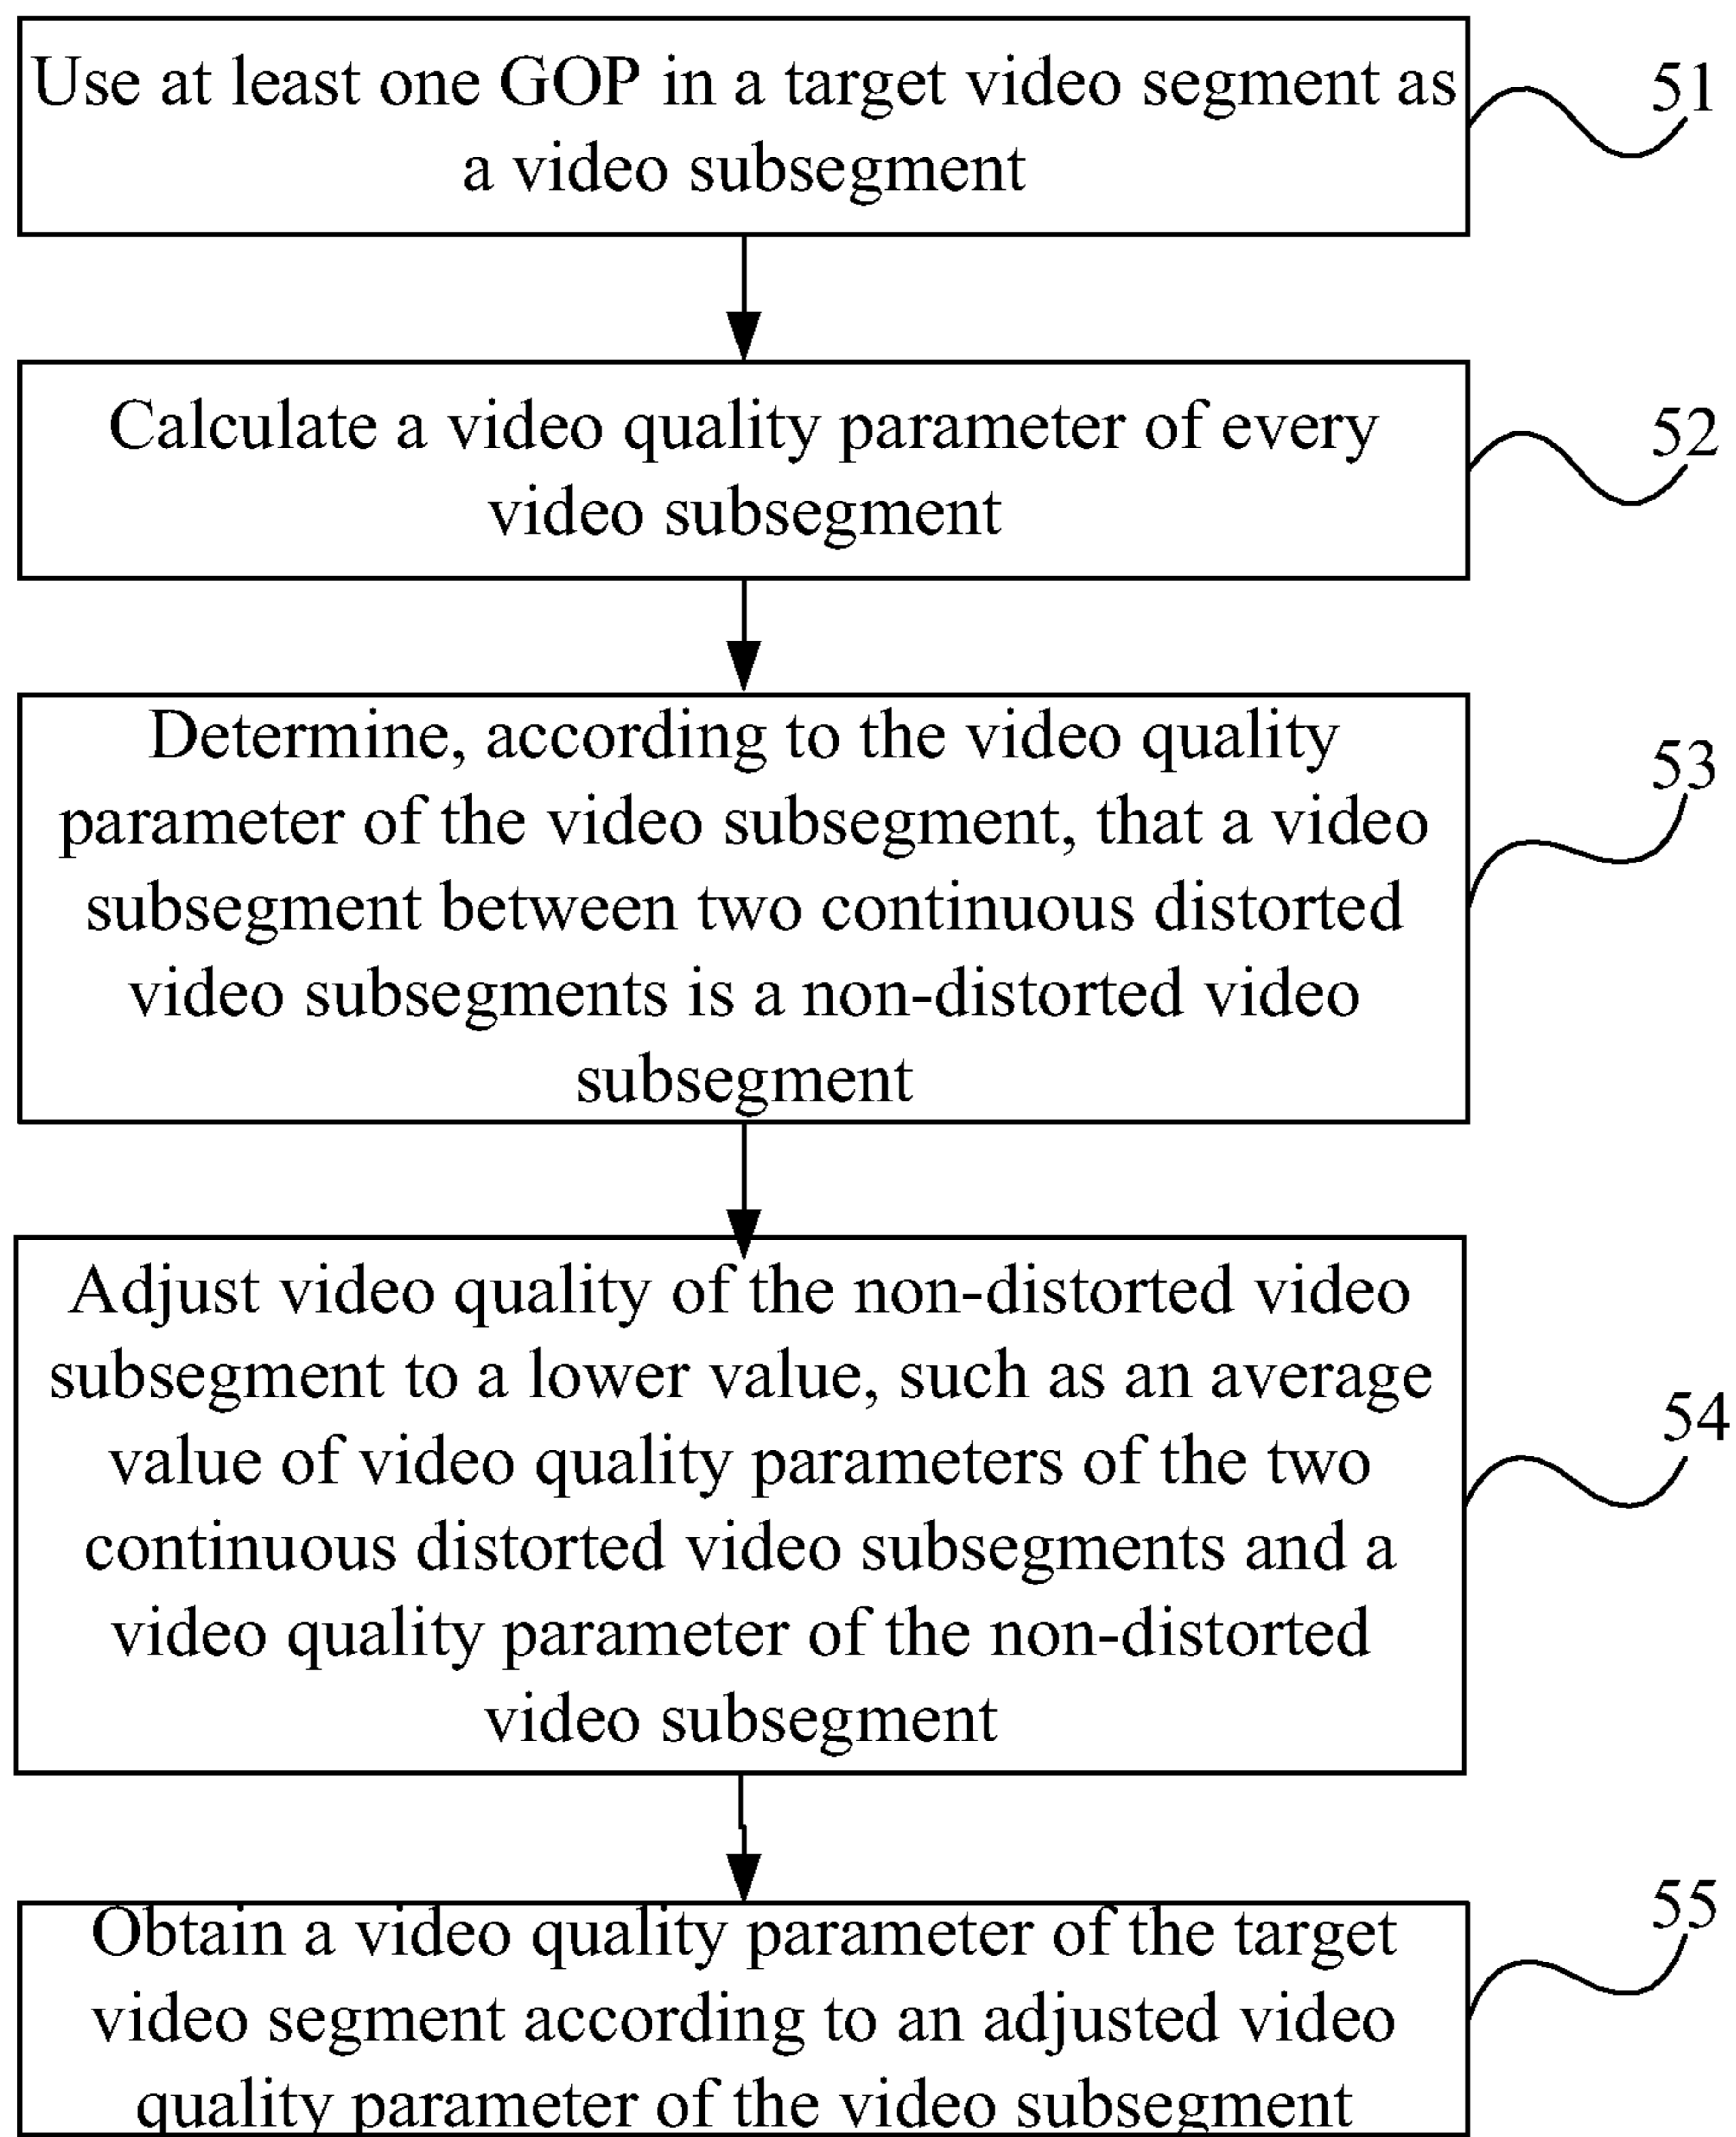 Use at least one GOP in a target video segment as
a video subsegment
51
Calculate a video quality parameter of every
video subsegment
52
Determine, according to the video quality
parameter of the video subsegment, that a video
subsegment between two continuous distorted
video subsegments is a non-distorted video
subsegment
53
Adjust video quality of the non-distorted video
subsegment to a lower value, such as an average
value of video quality parameters of the two
continuous distorted video subsegments and a
video quality parameter of the non-distorted
video subsegment
54
Obtain a video quality parameter of the target
video segment according to an adjusted video
quality parameter of the video subsegment
55